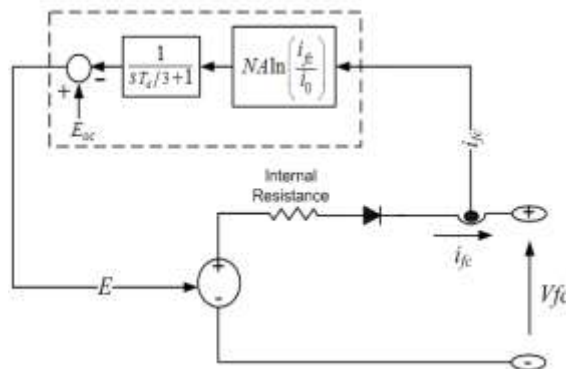 1
sT_d/3+1
NA ln(i_fc/i_0)
+
-
E_oc
i_fc
Internal
Resistance
+
-
E
i_fc
+
Vfc
-